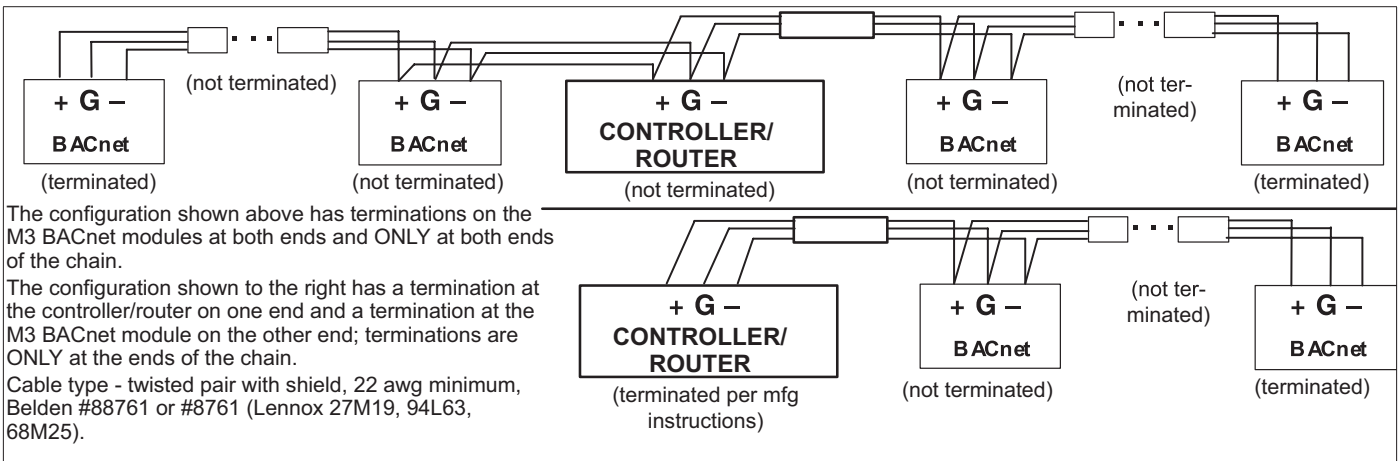 (not terminated)
(not ter-
minated)
+ G –
BACnet
(terminated)
+ G –
BACnet
(not terminated)
+ G –
CONTROLLER/
ROUTER
(not terminated)
+ G –
BACnet
(not terminated)
+ G –
BACnet
(terminated)
The configuration shown above has terminations on the
M3 BACnet modules at both ends and ONLY at both ends
of the chain.
The configuration shown to the right has a termination at
the controller/router on one end and a termination at the
M3 BACnet module on the other end; terminations are
ONLY at the ends of the chain.
Cable type - twisted pair with shield, 22 awg minimum,
Belden #88761 or #8761 (Lennox 27M19, 94L63,
68M25).
+ G –
CONTROLLER/
ROUTER
(terminated per mfg
instructions)
+ G –
BACnet
(not terminated)
(not ter-
minated)
+ G –
BACnet
(terminated)